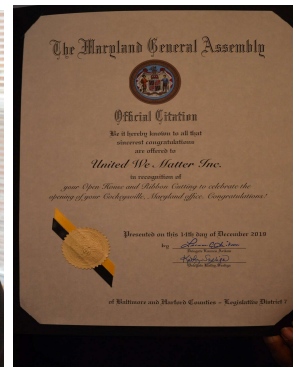 The Maryland General Assembly
Official Citation
Be it hereby known to all that
sincerest congratulations
are offered to
United We Matter Inc.
in recognition of
your Open House and Ribbon Cutting to celebrate the
opening of your Cockeysville, Maryland office. Congratulations!
Presented on this 14th day of December 2018
by
of Baltimore and Harford Counties - Legislative District 7